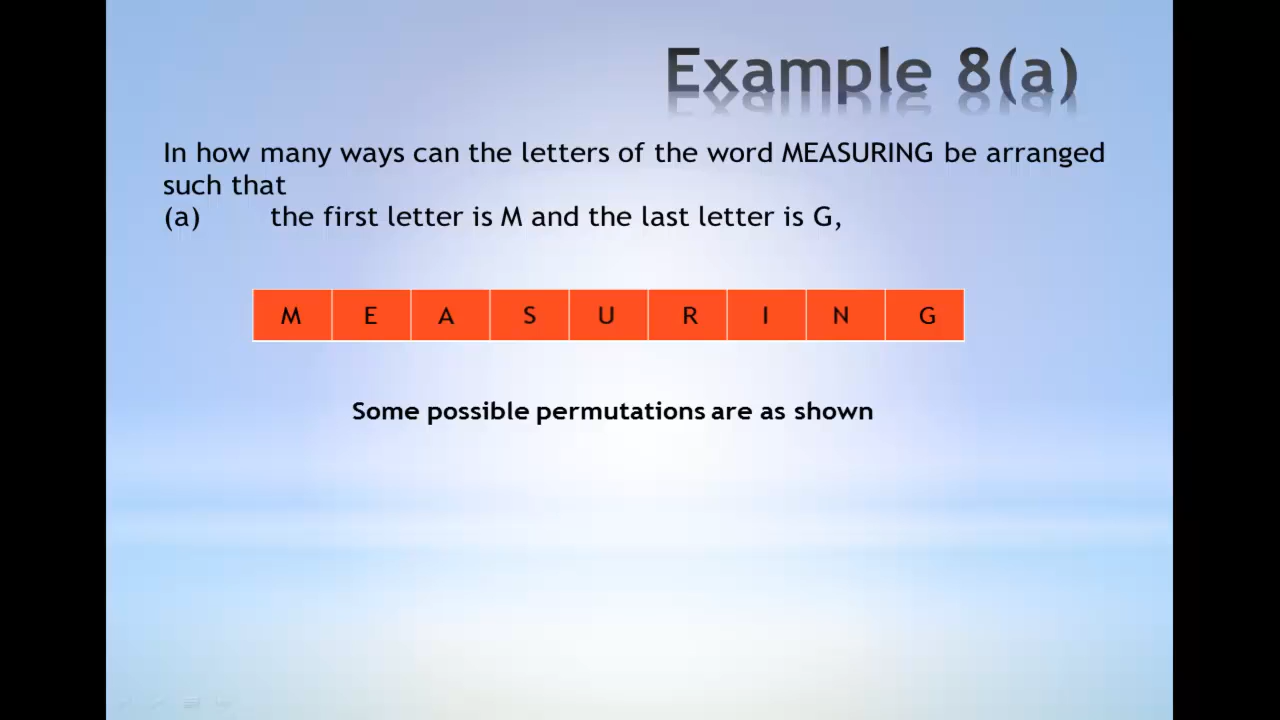 Example 8(a)
In how many ways can the letters of the word MEASURING be arranged
such that
(a) the first letter is M and the last letter is G,
M E A S U R I N G
Some possible permutations are as shown